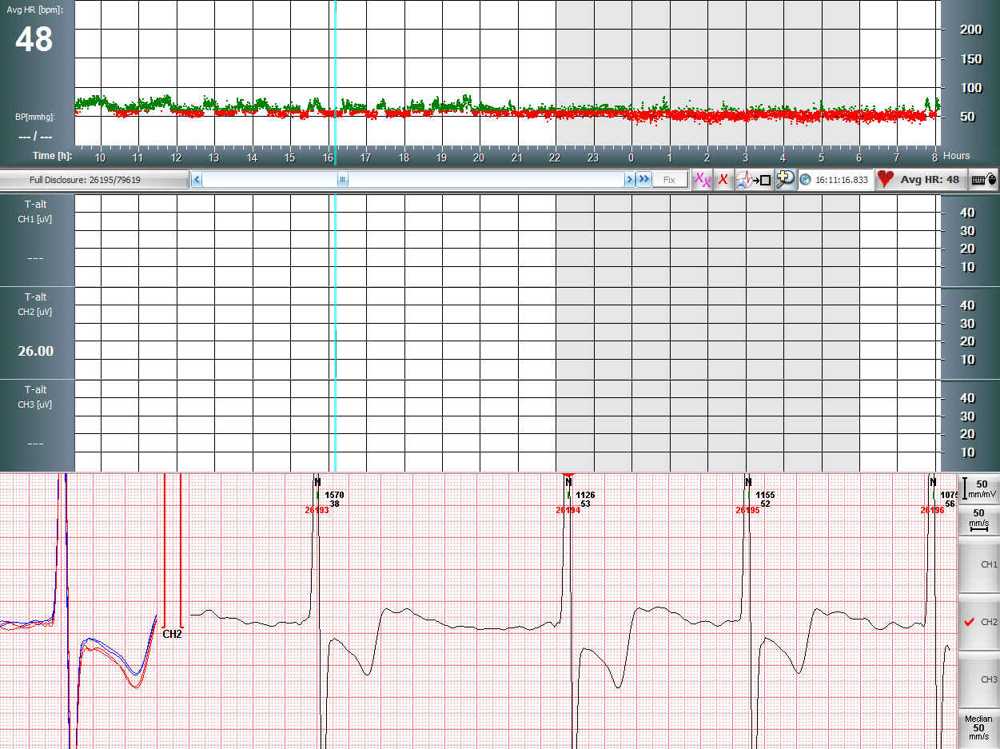 Avg HR [bpm]:
48
BP[mmhg]:
--- / ---
200
150
100
50
Time [h]: 10 11 12 13 14 15 16 17 18 19 20 21 22 23 0 1 2 3 4 5 6 7 8 Hours
Full Disclosure: 26195/79619 Fix 16:11:16.833 Avg HR: 48
T-alt
CH1 [uV]
---
40
30
20
10
T-alt
CH2 [uV]
26.00
40
30
20
10
T-alt
CH3 [uV]
---
40
30
20
10
N N N N
1570 1126 1155 1075
38 53 52 56
26193 26194 26195 26196
CH2
50
mm/mV
50
mm/s
CH1
CH2
CH3
Median
50
mm/s